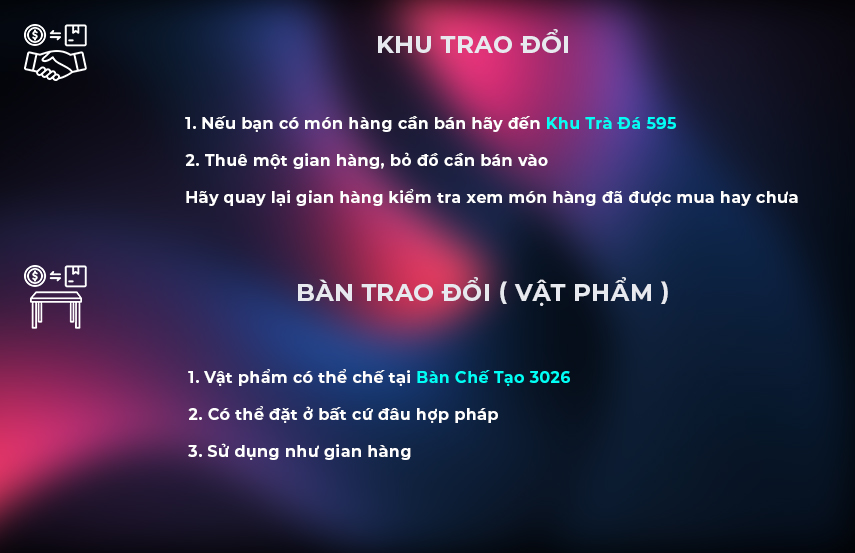 KHU TRAO ĐỔI
1. Nếu bạn có món hàng cần bán hãy đến Khu Trà Đá 595
2. Thuê một gian hàng, bỏ đồ cần bán vào
Hãy quay lại gian hàng kiểm tra xem món hàng đã được mua hay chưa
BÀN TRAO ĐỔI ( VẬT PHẨM )
1. Vật phẩm có thể chế tại Bàn Chế Tạo 3026
2. Có thể đặt ở bất cứ đâu hợp pháp
3. Sử dụng như gian hàng